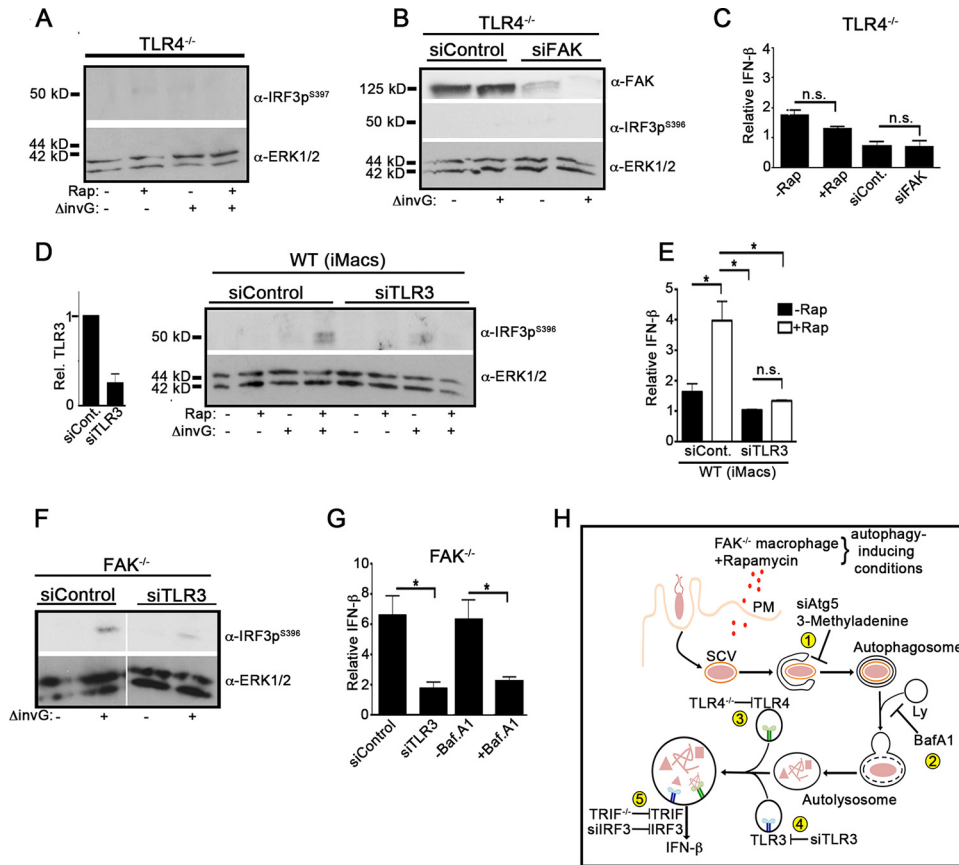 A
TLR4-/-
50 kD
α-IRF3pS397
44 kD
42 kD
α-ERK1/2
Rap: - + - +
ΔinvG: - - + +
B
TLR4-/-
siControl siFAK
125 kD
α-FAK
50 kD
α-IRF3pS396
44 kD
42 kD
α-ERK1/2
ΔinvG: - + - +
C
TLR4-/-
Relative IFN-β
4
3
2
1
0
n.s.
n.s.
-Rap
+Rap
siCont.
siFAK
D
Rel. TLR3
1
0
siCont.
siTLR3
WT (iMacs)
siControl siTLR3
50 kD
α-IRF3pS396
44 kD
42 kD
α-ERK1/2
Rap: - + - + - + - +
ΔinvG: - - + + - - + +
E
Relative IFN-β
5
4
3
2
1
0
*
*
*
n.s.
-Rap
+Rap
siCont. siTLR3
WT (iMacs)
F
FAK-/-
siControl siTLR3
α-IRF3pS396
α-ERK1/2
ΔinvG: - + - +
G
FAK-/-
Relative IFN-β
8
6
4
2
0
*
*
siControl
siTLR3
-Baf.A1
+Baf.A1
H
FAK-/- macrophage
+Rapamycin
autophagy-
inducing
conditions
PM
siAtg5
3-Methyladenine
1
SCV
Autophagosome
Ly
BafA1
2
TLR4-/- TLR4
3
Autolysosome
5
TRIF-/- TRIF
siIRF3 IRF3
IFN-β
4
TLR3 siTLR3